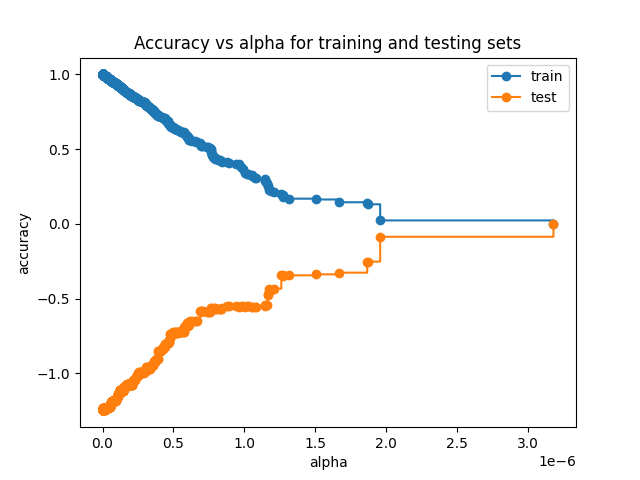 Accuracy vs alpha for training and testing sets
train
test
accuracy
1.0
0.5
0.0
−0.5
−1.0
0.0
0.5
1.0
1.5
2.0
2.5
3.0
1e−6
alpha